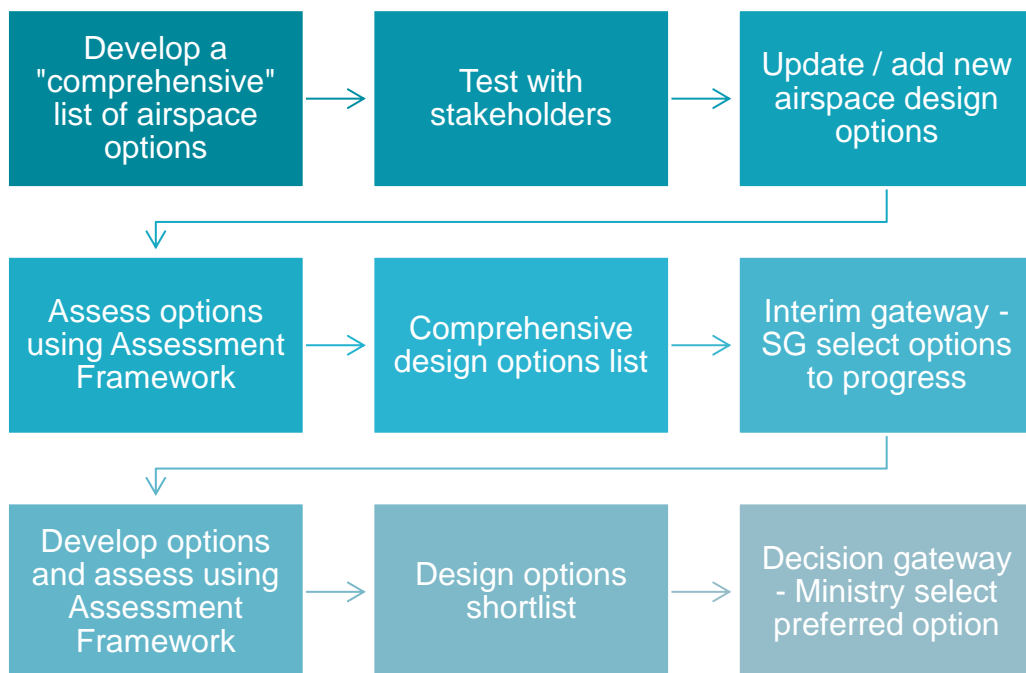 Develop a
"comprehensive"
list of airspace
options
Test with
stakeholders
Update / add new
airspace design
options
Assess options
using Assessment
Framework
Comprehensive
design options list
Interim gateway -
SG select options
to progress
Develop options
and assess using
Assessment
Framework
Design options
shortlist
Decision gateway
- Ministry select
preferred option